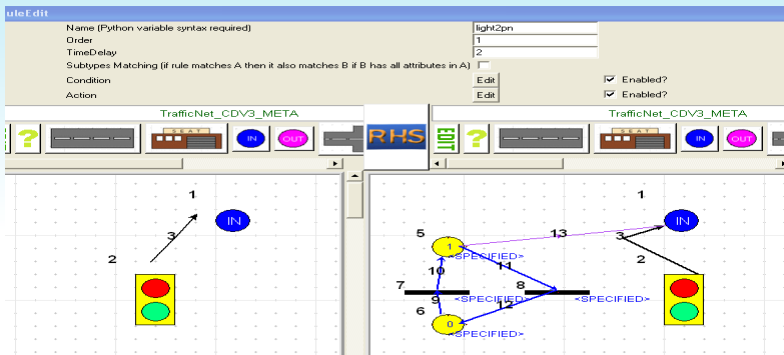 uleEdit
Name (Python variable syntax required) light2pn
Order 1
TimeDelay 2
Subtypes Matching (if rule matches A then it also matches B if B has all attributes in A)
Condition Edit Enabled?
Action Edit Enabled?
TrafficNet_CDV3_META TrafficNet_CDV3_META
? SEAT IN OUT RHS EDIT ? SEAT IN OUT
1 1
IN IN
3 5 13 3
1
2 <SPECIFIED> 2
10 11
7 8
9 <SPECIFIED> 12 <SPECIFIED>
6
0
<SPECIFIED>